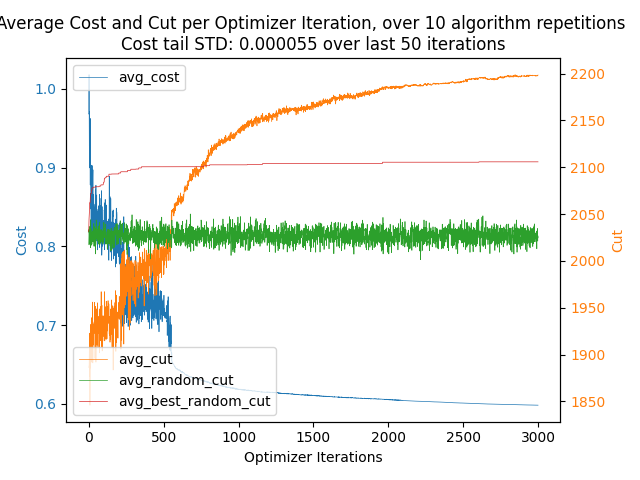 Average Cost and Cut per Optimizer Iteration, over 10 algorithm repetitions
Cost tail STD: 0.000055 over last 50 iterations
avg_cost
1.0
0.9
0.8
0.7
0.6
Cost
2200
2150
2100
2050
2000
1950
1900
1850
Cut
avg_cut
avg_random_cut
avg_best_random_cut
0 500 1000 1500 2000 2500 3000
Optimizer Iterations